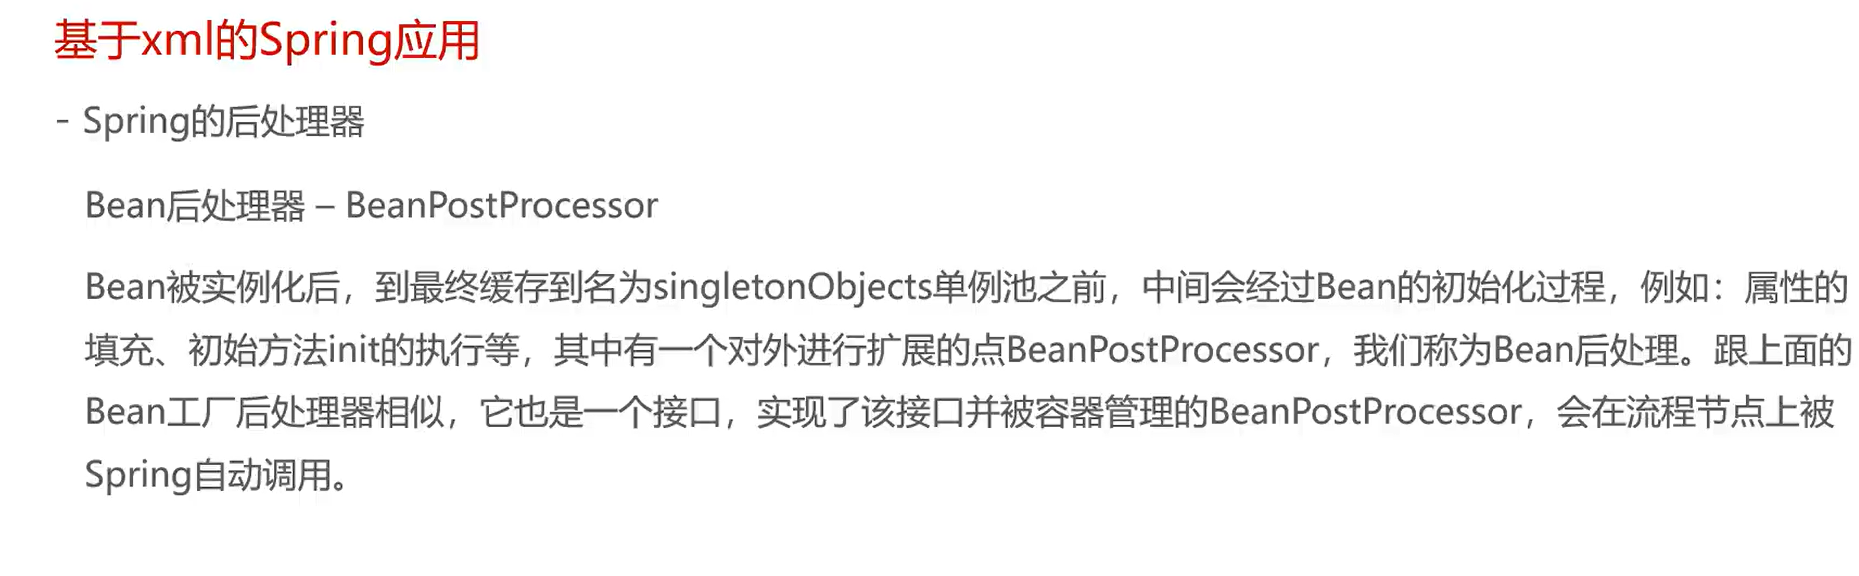 基于xml的Spring应用
- Spring的后处理器
Bean后处理器 – BeanPostProcessor
Bean被实例化后，到最终缓存到名为singletonObjects单例池之前，中间会经过Bean的初始化过程，例如：属性的
填充、初始方法init的执行等，其中有一个对外进行扩展的点BeanPostProcessor，我们称为Bean后处理。跟上面的
Bean工厂后处理器相似，它也是一个接口，实现了该接口并被容器管理的BeanPostProcessor，会在流程节点上被
Spring自动调用。